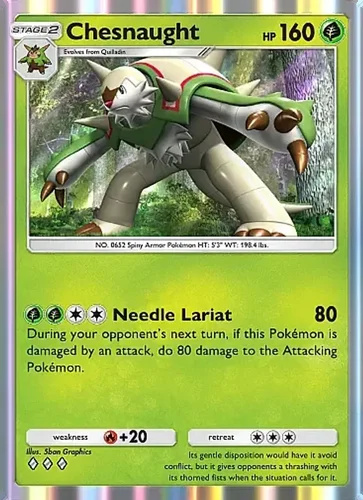 STAGE 2
Chesnaught
HP 160
Evolves from Quilladin
NO. 0652 Spiny Armor Pokémon HT: 5'3" WT: 198.4 lbs.
Needle Lariat 80
During your opponent's next turn, if this Pokémon is
damaged by an attack, do 80 damage to the Attacking
Pokémon.
weakness +20
retreat
Illus. 5ban Graphics
Its gentle disposition would have it avoid
conflict, but it gives opponents a thrashing with
its thorned fists when the situation calls for it.